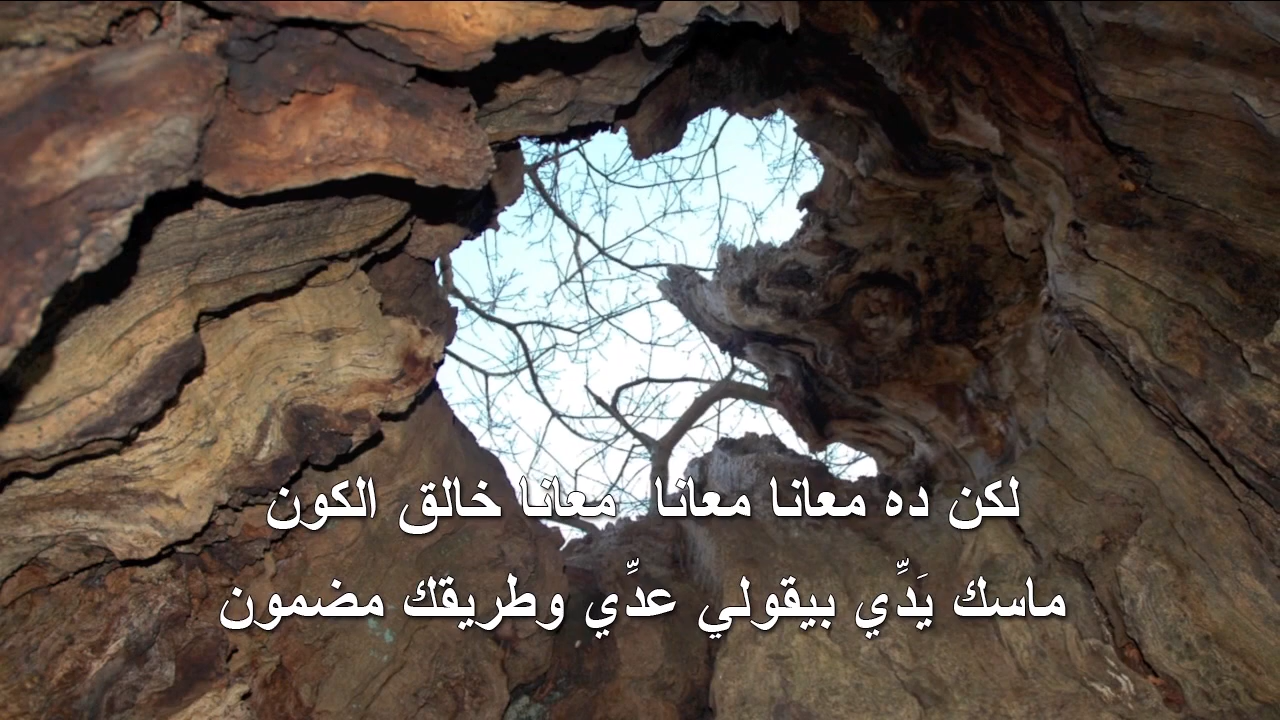 لكن ده معانا معانا معانا خالق الكون
ماسك يَدِّي بيقولي عدِّي وطريقك مضمون